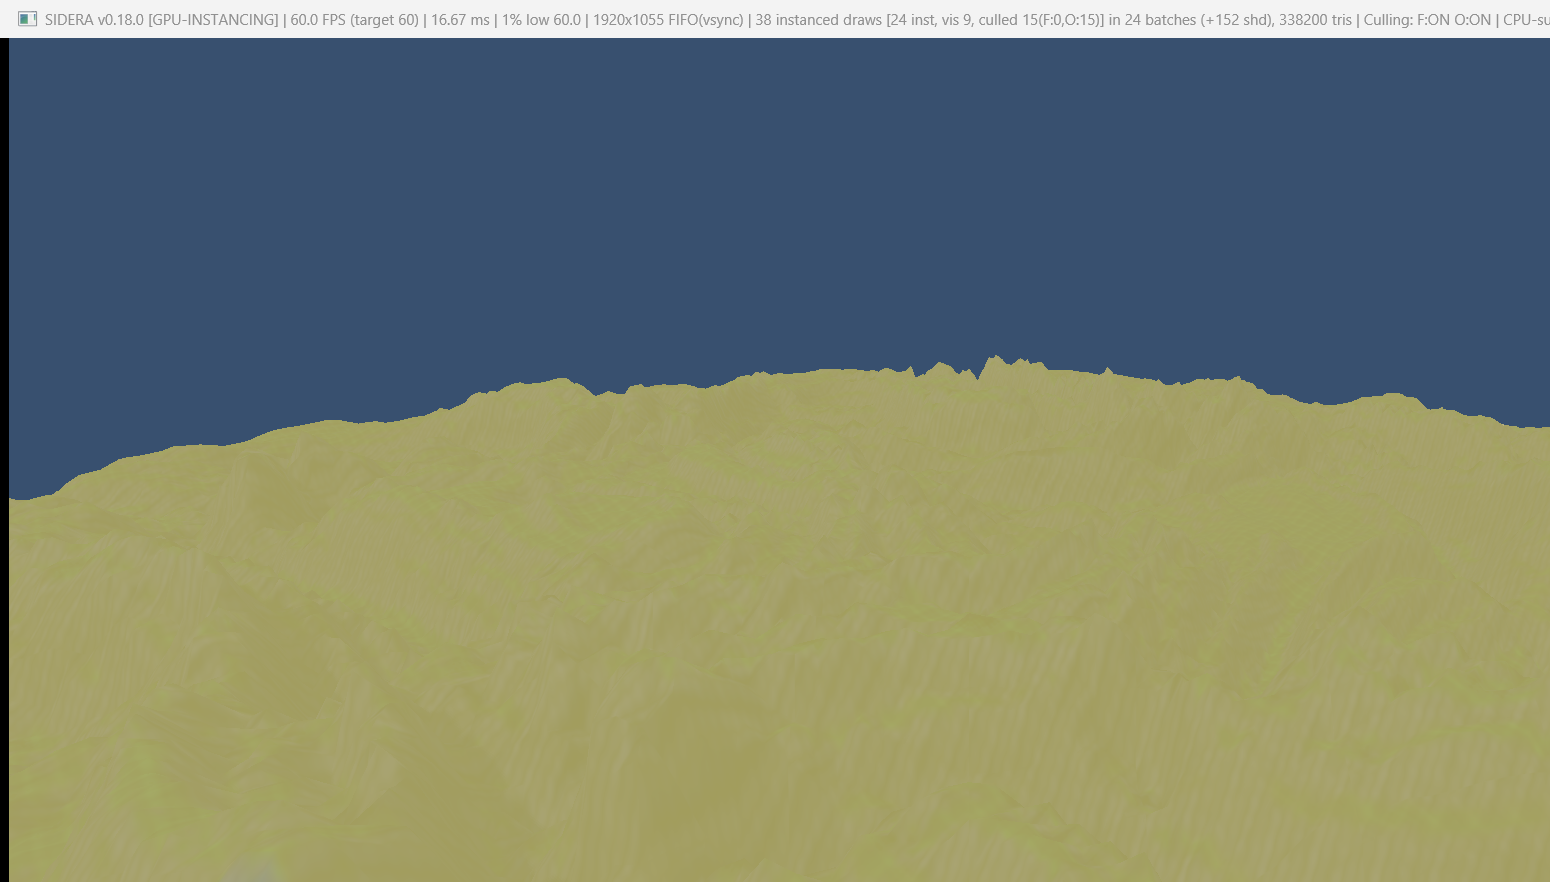 SIDERA v0.18.0 [GPU-INSTANCING] | 60.0 FPS (target 60) | 16.67 ms | 1% low 60.0 | 1920x1055 FIFO(vsync) | 38 instanced draws [24 inst, vis 9, culled 15(F:0,O:15)] in 24 batches (+152 shd), 338200 tris | Culling: F:ON O:ON | CPU-su